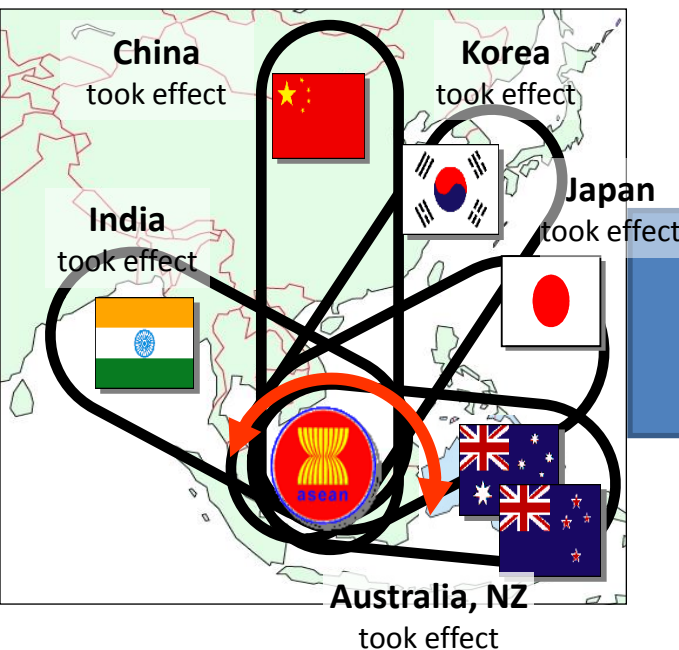 China
took effect
Korea
took effect
Japan
took effect
India
took effect
asean
Australia, NZ
took effect